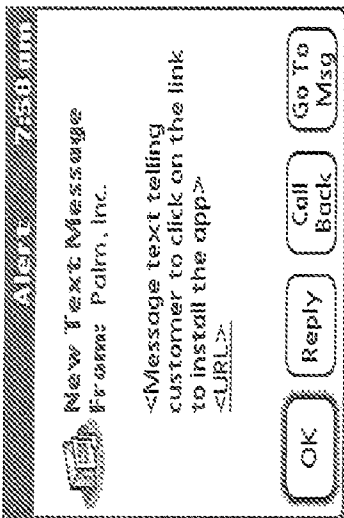 Alert 7:58 am
New Text Message
From: Palm, Inc.
<Message text telling
customer to click on the link
to install the app>
<URL>
OK
Reply
Call
Back
Go To
Msg